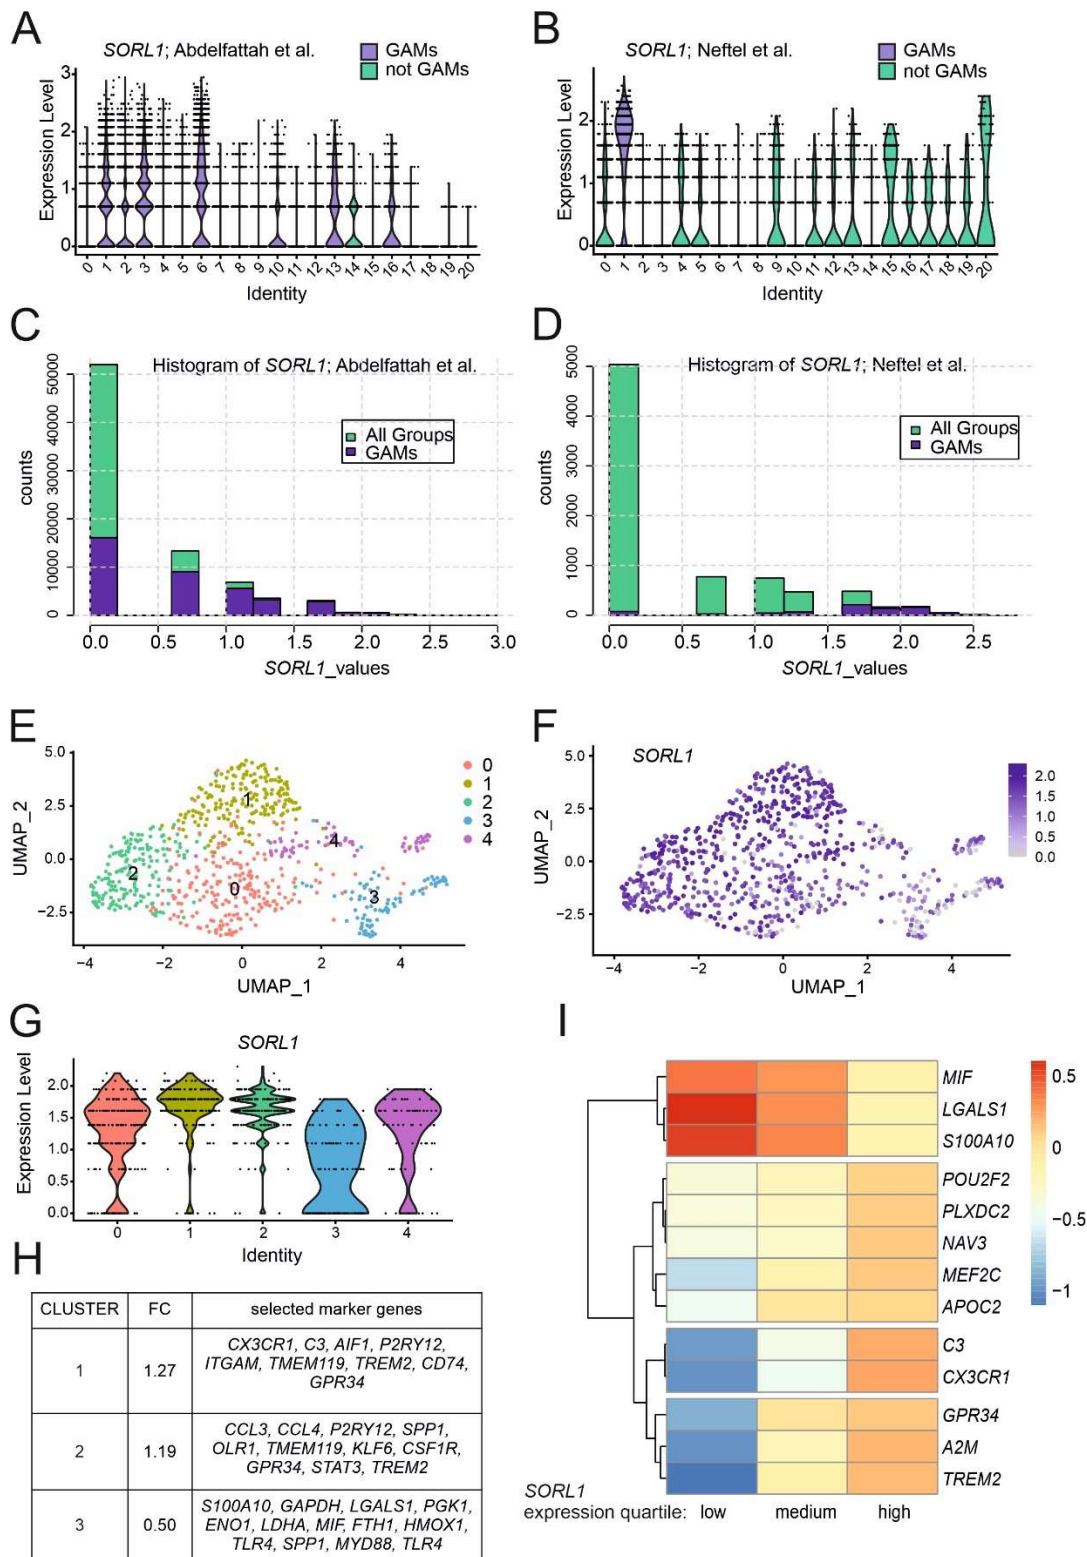 A
SORL1; Abdelfattah et al.
GAMs
not GAMs
Expression Level
3
2
1
0
0 1 2 3 4 5 6 7 8 9 10 11 12 13 14 15 16 17 18 19 20
Identity
B
SORL1; Neftel et al.
GAMs
not GAMs
Expression Level
2
1
0
0 1 2 3 4 5 6 7 8 9 10 11 12 13 14 15 16 17 18 19 20
Identity
C
Histogram of SORL1; Abdelfattah et al.
All Groups
GAMs
counts
50000
40000
30000
20000
10000
0
0.0 0.5 1.0 1.5 2.0 2.5 3.0
SORL1_values
D
Histogram of SORL1; Neftel et al.
All Groups
GAMs
counts
5000
4000
3000
2000
1000
0
0.0 0.5 1.0 1.5 2.0 2.5
SORL1_values
E
UMAP_2
5.0
2.5
0.0
−2.5
−4 −2 0 2 4
UMAP_1
0
1
2
3
4
1
4
2
0
3
F
SORL1
UMAP_2
5.0
2.5
0.0
−2.5
−4 −2 0 2 4
UMAP_1
2.0
1.5
1.0
0.5
0.0
G
SORL1
Expression Level
2.0
1.5
1.0
0.5
0.0
0 1 2 3 4
Identity
H
CLUSTER FC selected marker genes
1 1.27 CX3CR1, C3, AIF1, P2RY12,
ITGAM, TMEM119, TREM2, CD74,
GPR34
2 1.19 CCL3, CCL4, P2RY12, SPP1,
OLR1, TMEM119, KLF6, CSF1R,
GPR34, STAT3, TREM2
3 0.50 S100A10, GAPDH, LGALS1, PGK1,
ENO1, LDHA, MIF, FTH1, HMOX1,
TLR4, SPP1, MYD88, TLR4
I
MIF
LGALS1
S100A10
POU2F2
PLXDC2
NAV3
MEF2C
APOC2
C3
CX3CR1
GPR34
A2M
TREM2
0.5
0
−0.5
−1
SORL1
expression quartile: low medium high